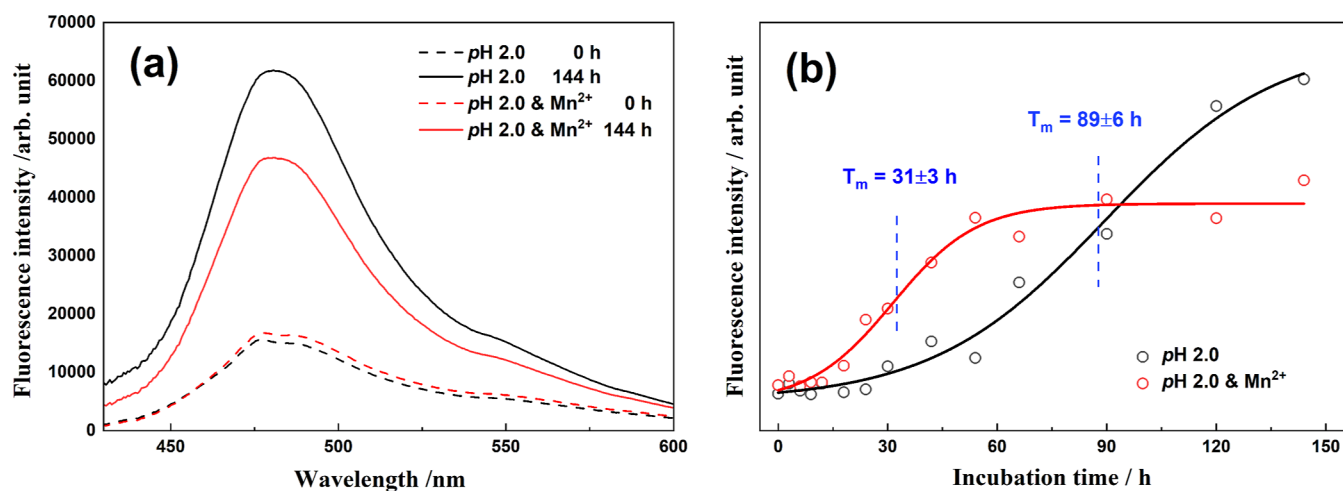 (a)
Fluorescence intensity /arb. unit
70000
60000
50000
40000
30000
20000
10000
0
pH 2.0 0 h
pH 2.0 144 h
pH 2.0 & Mn²⁺ 0 h
pH 2.0 & Mn²⁺ 144 h
450 500 550 600
Wavelength /nm
(b)
Fluorescence intensity / arb. unit
Tₘ = 89±6 h
Tₘ = 31±3 h
pH 2.0
pH 2.0 & Mn²⁺
0 30 60 90 120 150
Incubation time / h